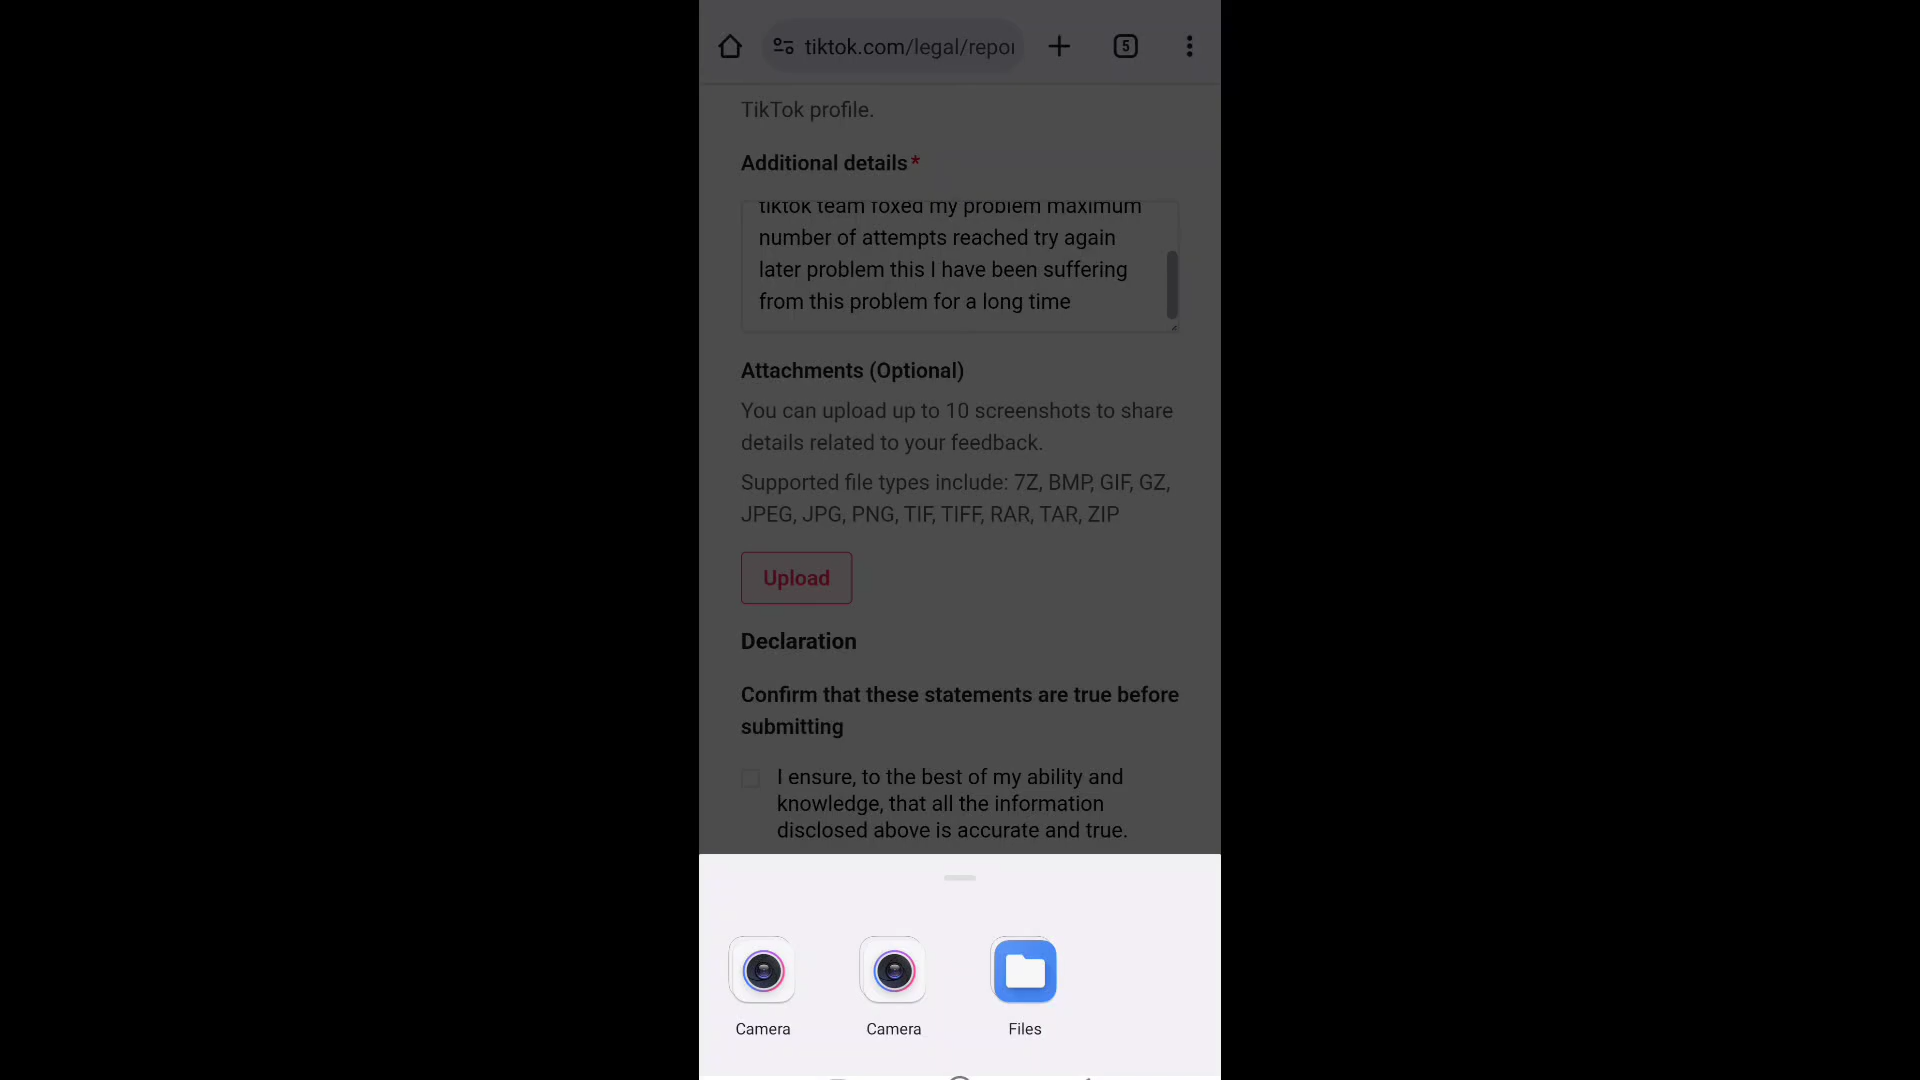 tiktok.com/legal/repor
5
TikTok profile.
Additional details*
tiktok team foxed my problem maximum
number of attempts reached try again
later problem this I have been suffering
from this problem for a long time
Attachments (Optional)
You can upload up to 10 screenshots to share
details related to your feedback.
Supported file types include: 7Z, BMP, GIF, GZ,
JPEG, JPG, PNG, TIF, TIFF, RAR, TAR, ZIP
Upload
Declaration
Confirm that these statements are true before
submitting
I ensure, to the best of my ability and
knowledge, that all the information
disclosed above is accurate and true.
Camera
Camera
Files